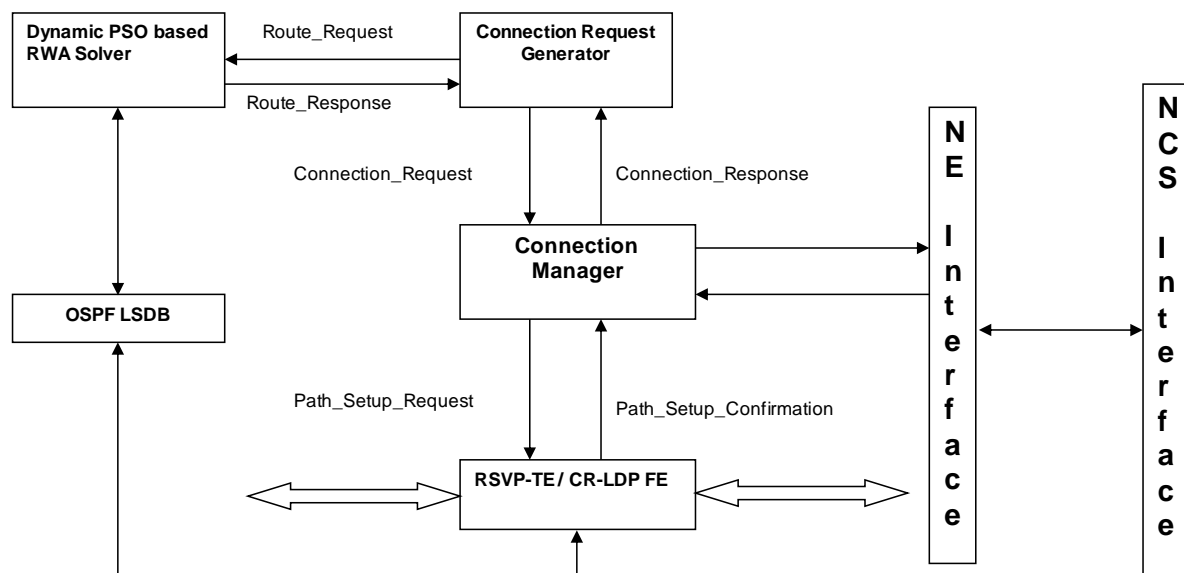 Dynamic PSO based
RWA Solver
Route_Request
Route_Response
Connection Request
Generator
Connection_Request
Connection_Response
Connection
Manager
OSPF LSDB
Path_Setup_Request
Path_Setup_Confirmation
RSVP-TE / CR-LDP FE
NE Interface
NCS Interface